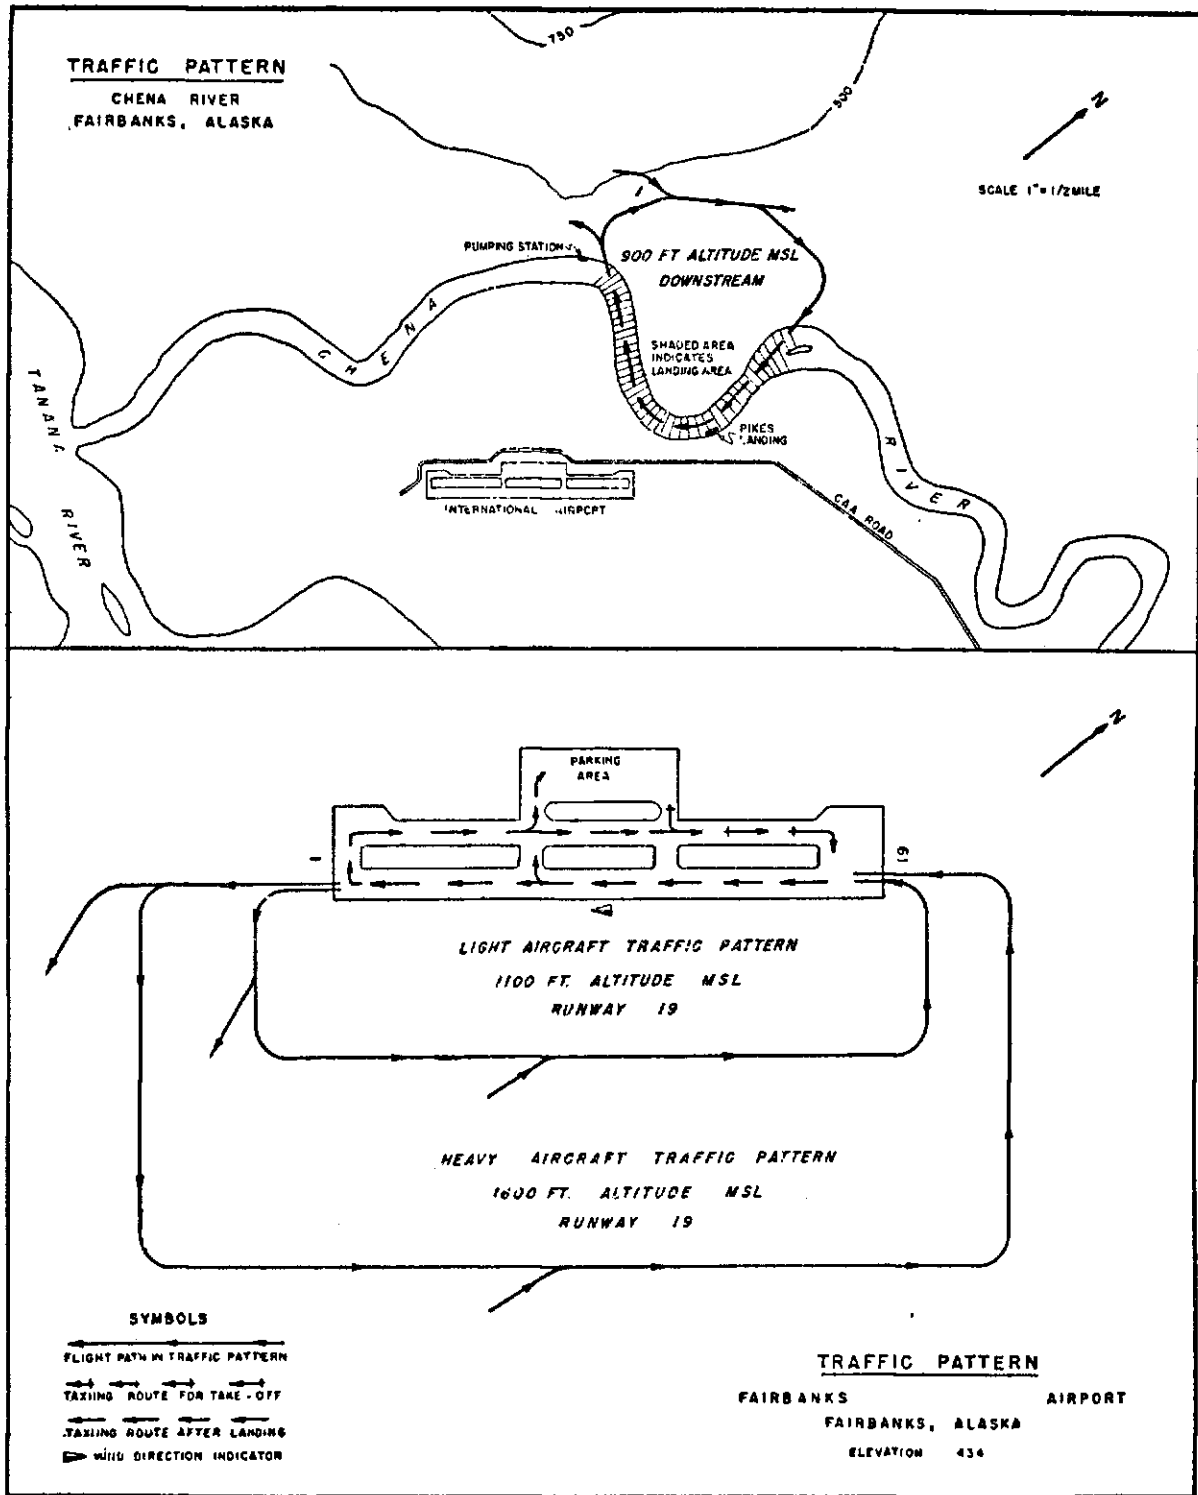 TRAFFIC PATTERN
CHENA RIVER
FAIRBANKS, ALASKA
750
500
N
SCALE 1"=1/2 MILE
PUMPING STATION
900 FT ALTITUDE MSL
DOWNSTREAM
CHENA
SHADED AREA
INDICATES
LANDING AREA
PIKES
LANDING
TANANA
RIVER
RIVER
INTERNATIONAL AIRPORT
CAA ROAD
N
PARKING
AREA
1
19
LIGHT AIRCRAFT TRAFFIC PATTERN
1100 FT. ALTITUDE MSL
RUNWAY 19
HEAVY AIRCRAFT TRAFFIC PATTERN
1600 FT. ALTITUDE MSL
RUNWAY 19
SYMBOLS
FLIGHT PATH IN TRAFFIC PATTERN
TAXIING ROUTE FOR TAKE-OFF
TAXIING ROUTE AFTER LANDING
WIND DIRECTION INDICATOR
TRAFFIC PATTERN
FAIRBANKS AIRPORT
FAIRBANKS, ALASKA
ELEVATION 434